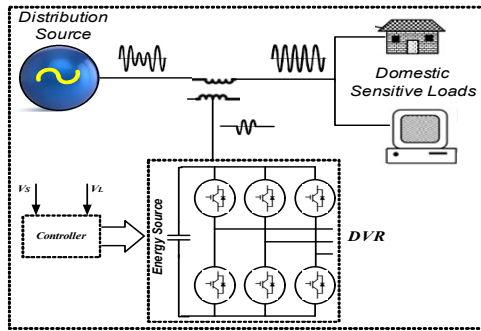 Distribution
Source
Domestic
Sensitive Loads
VS
VL
Controller
Energy Source
DVR